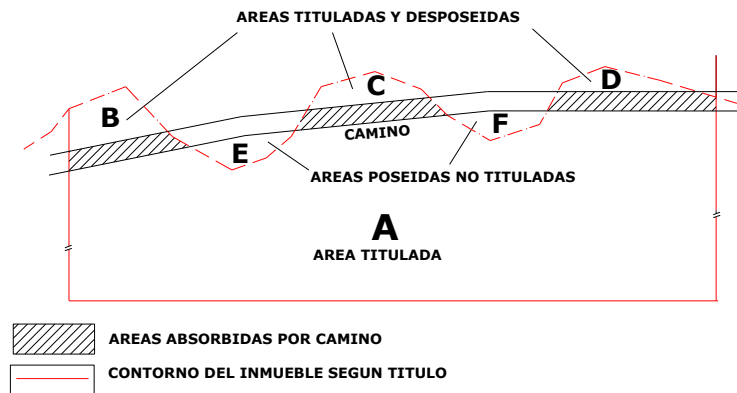 AREAS TITULADAS Y DESPOSEIDAS
B
C
D
CAMINO
E
F
AREAS POSEIDAS NO TITULADAS
A
AREA TITULADA
AREAS ABSORBIDAS POR CAMINO
CONTORNO DEL INMUEBLE SEGUN TITULO